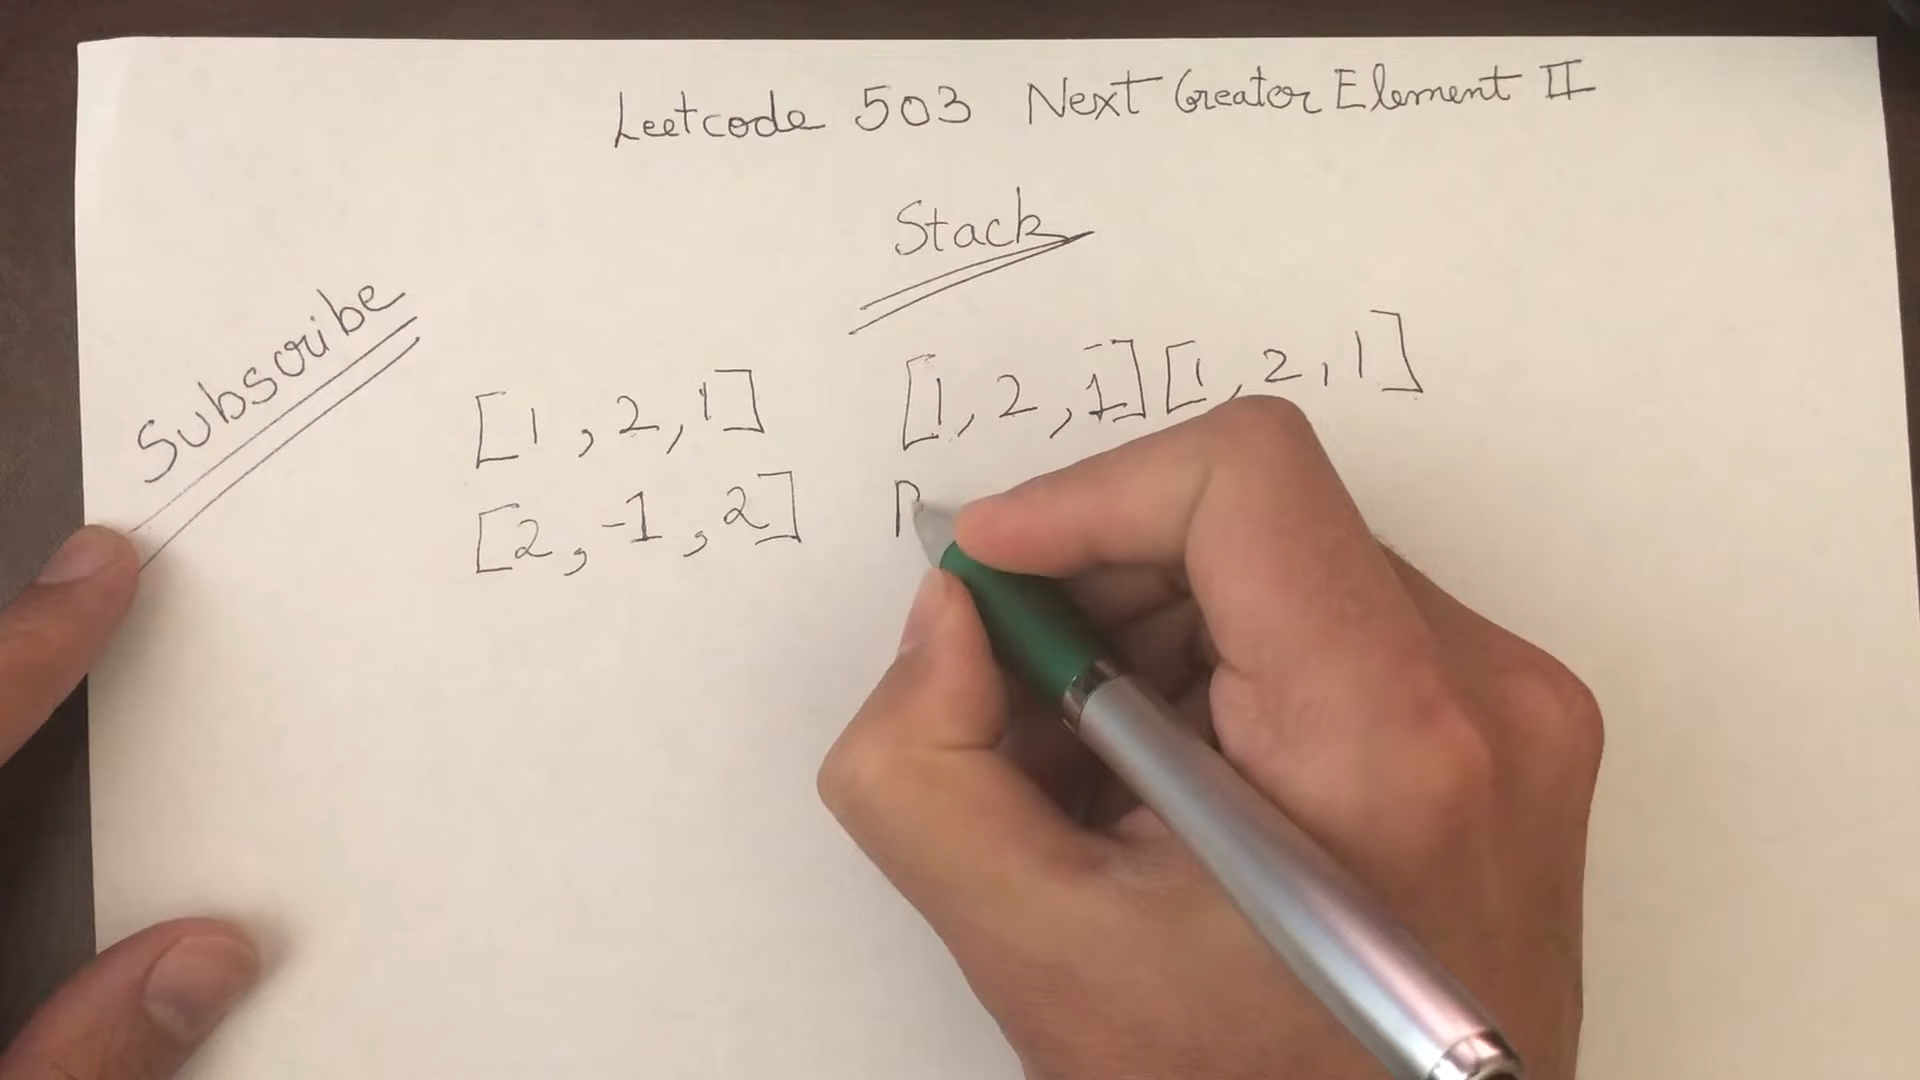 Leetcode 503 Next Greator Element II
Stack
Subscribe
[1, 2, 1] [1, 2, 1][1, 2, 1]
[2, -1, 2]